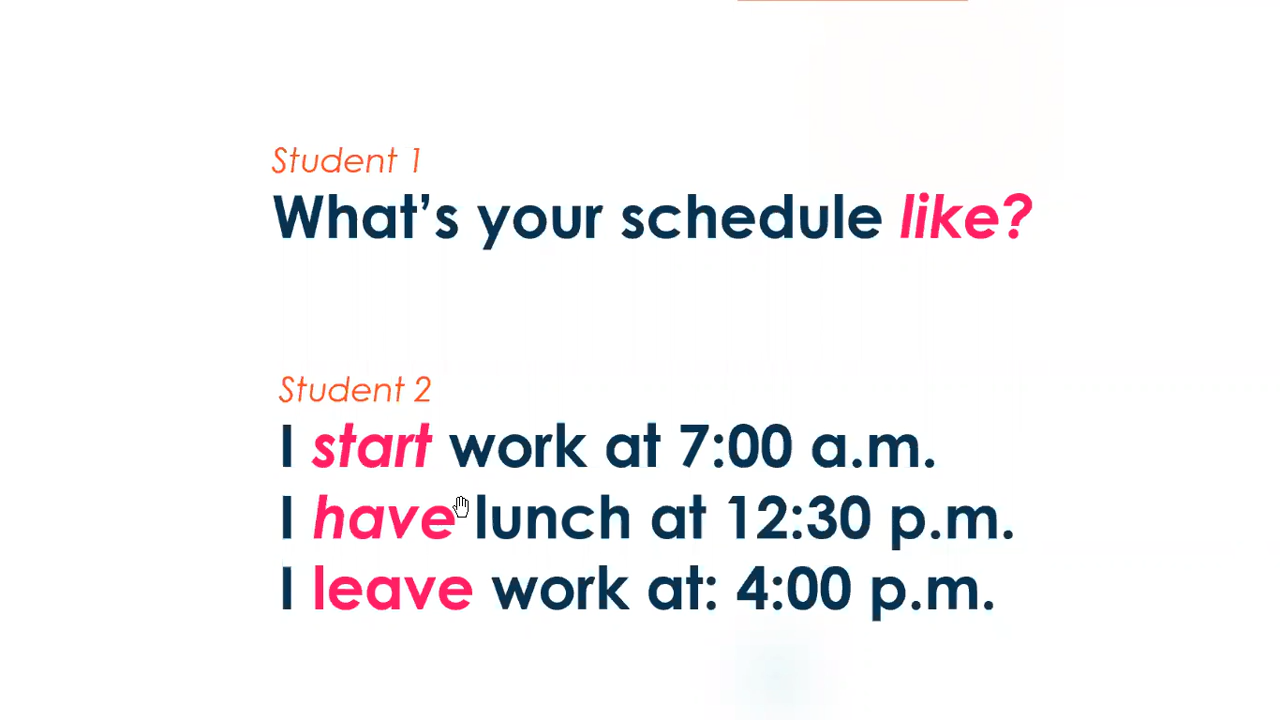 Student 1
What's your schedule like?
Student 2
I start work at 7:00 a.m.
I have lunch at 12:30 p.m.
I leave work at: 4:00 p.m.